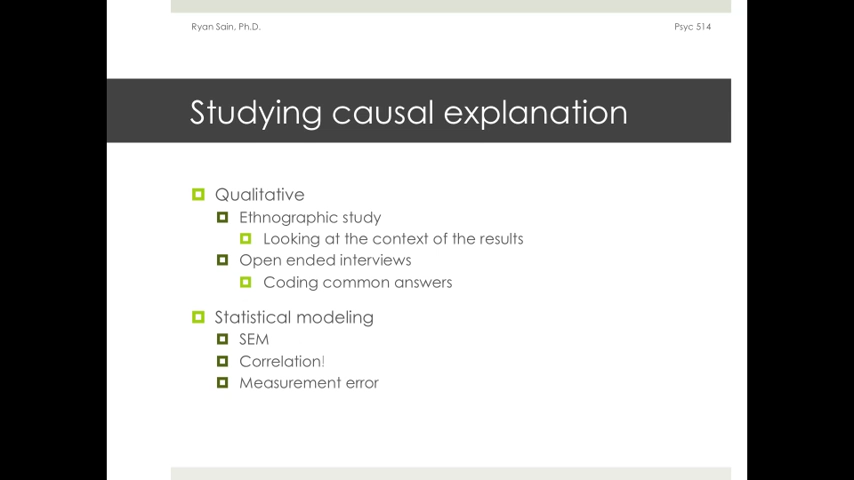 Ryan Sain, Ph.D.
Psyc 514
Studying causal explanation
Qualitative
Ethnographic study
Looking at the context of the results
Open ended interviews
Coding common answers
Statistical modeling
SEM
Correlation!
Measurement error